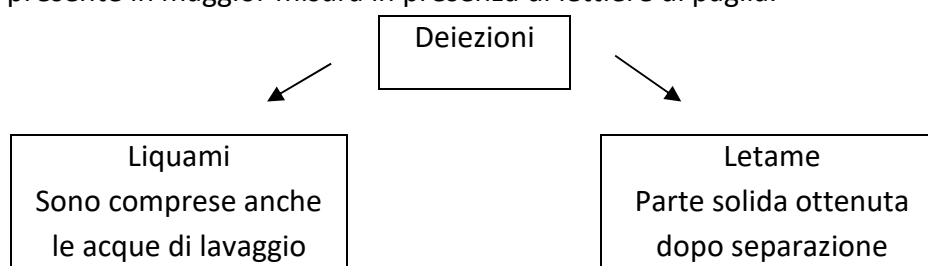 presente in maggior misura in presenza di lettiere di paglia.
Deiezioni
Liquami
Sono comprese anche
le acque di lavaggio
Letame
Parte solida ottenuta
dopo separazione